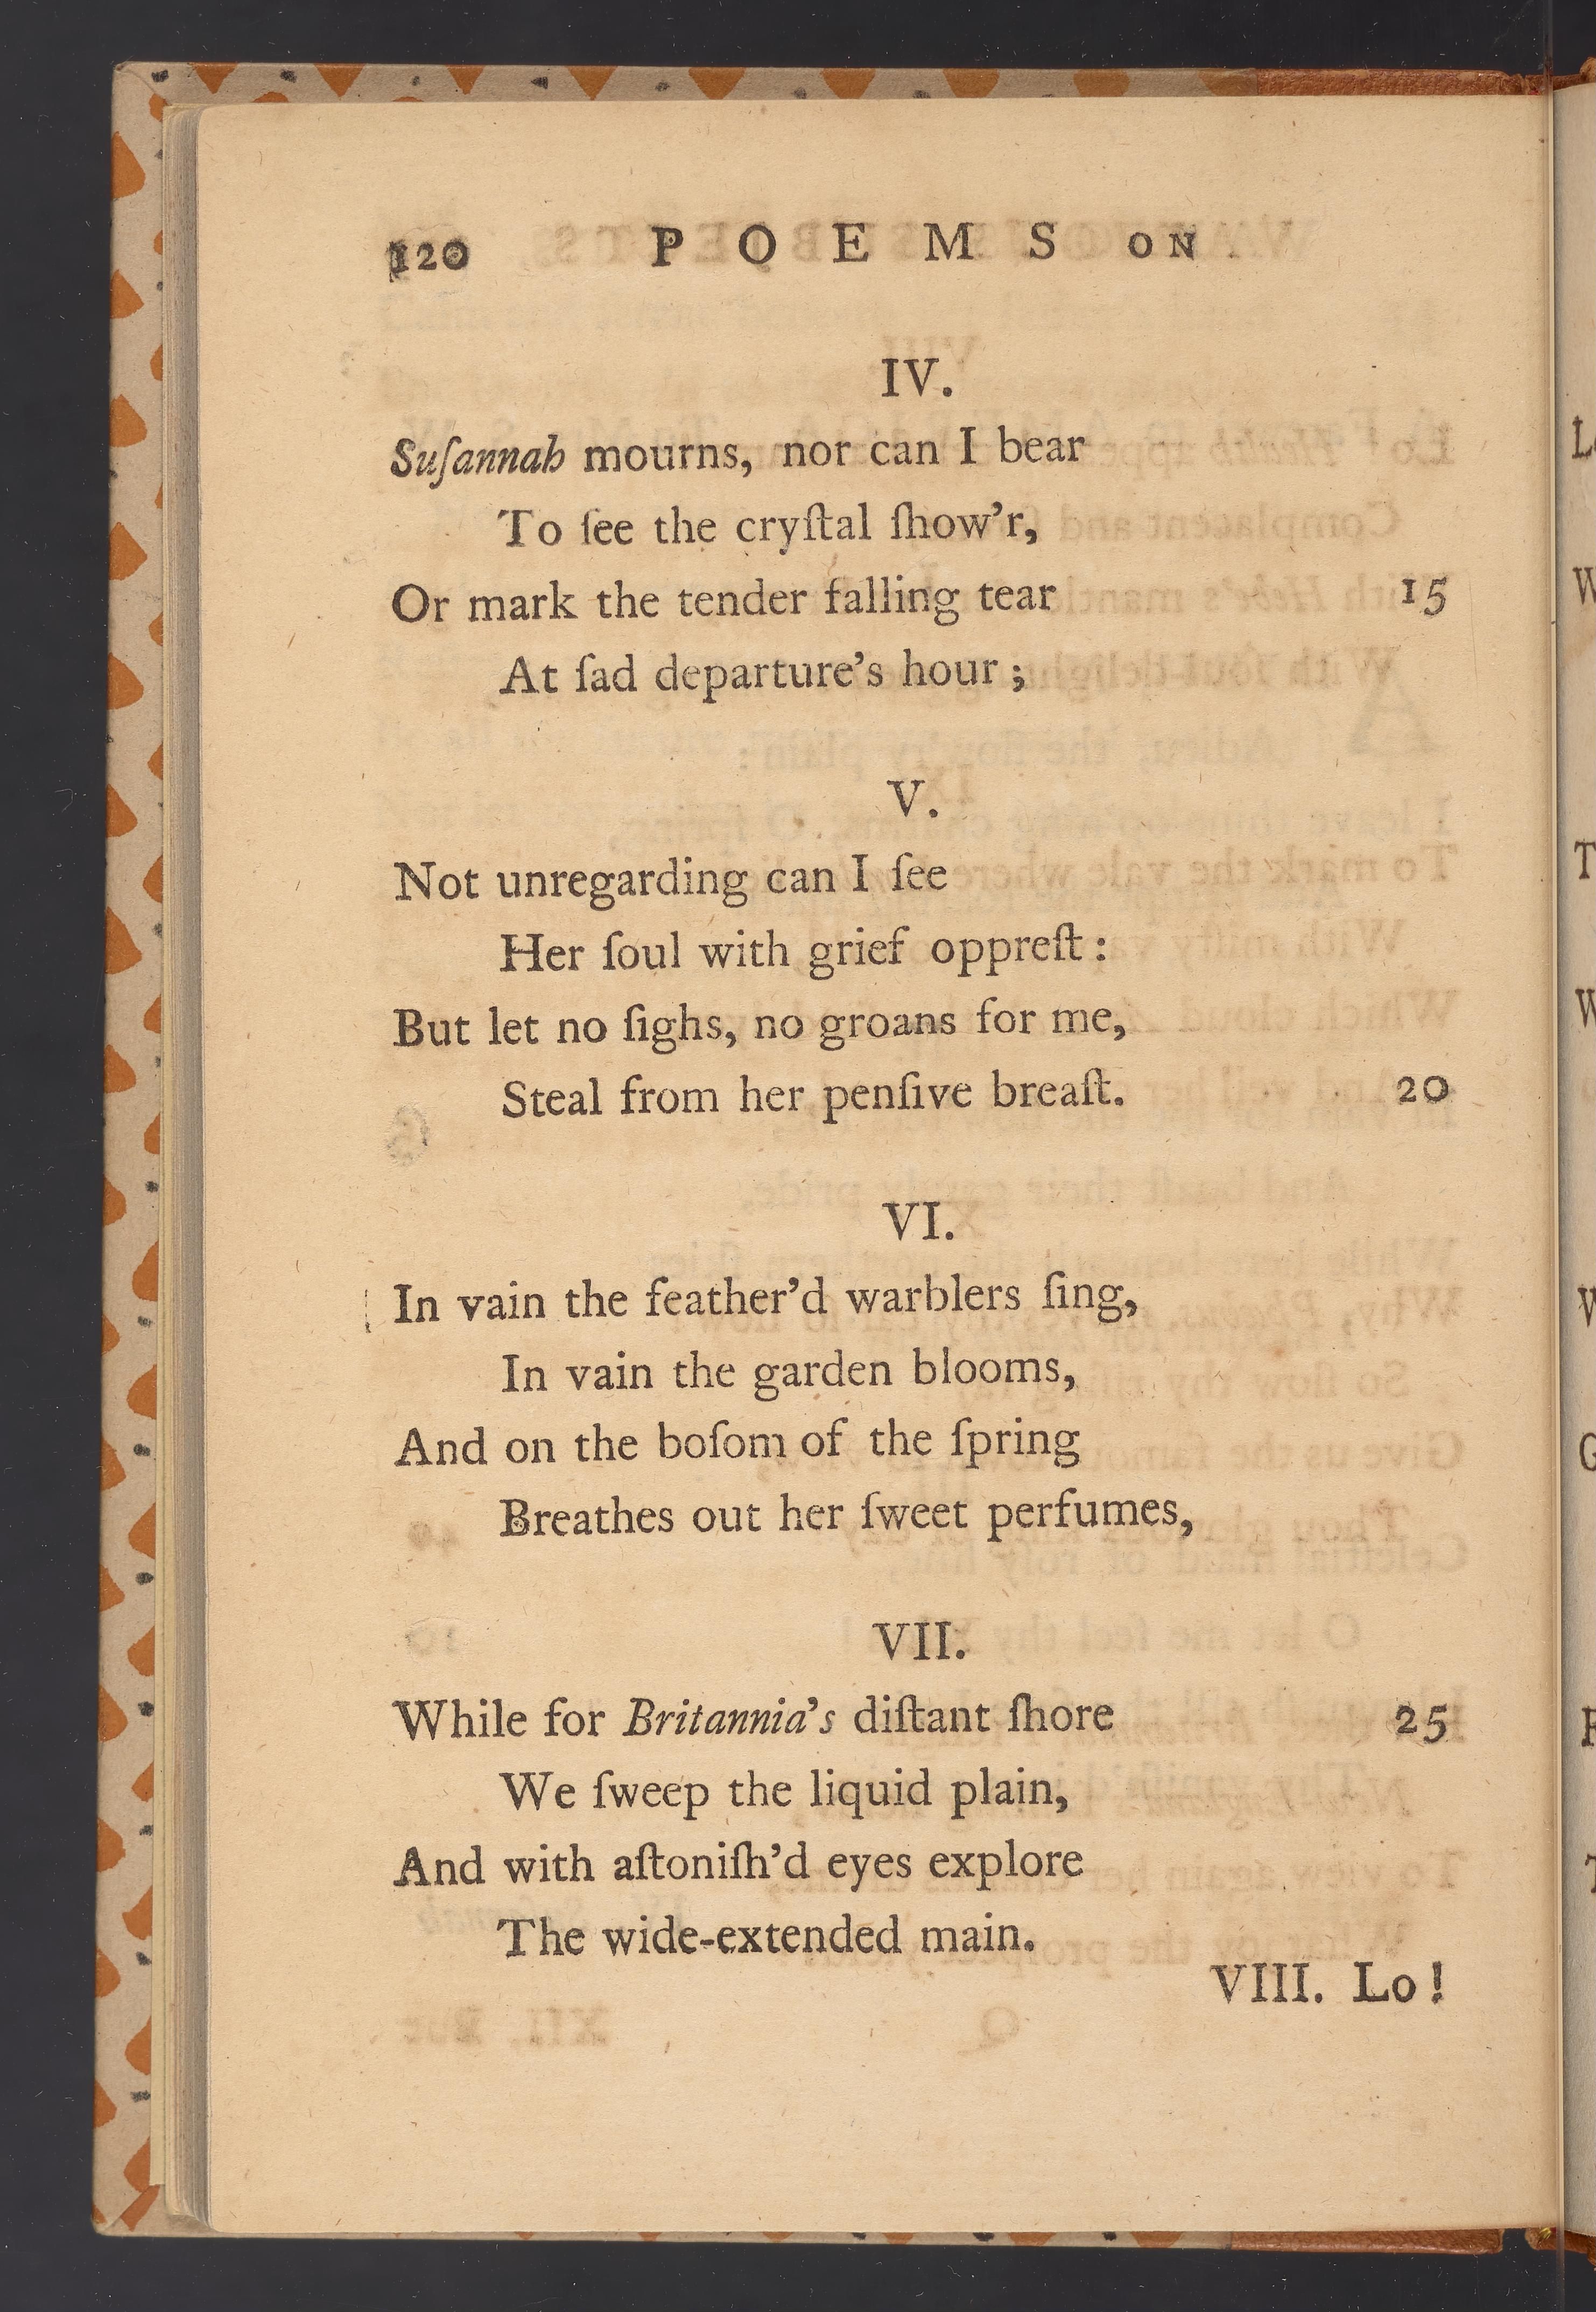 120 POEMS ON
IV.
Suſannah mourns, nor can I bear
To ſee the cryſtal ſhow'r,
Or mark the tender falling tear 15
At ſad departure's hour;
V.
Not unregarding can I ſee
Her ſoul with grief oppreſt:
But let no ſighs, no groans for me,
Steal from her penſive breaſt. 20
VI.
In vain the feather'd warblers ſing,
In vain the garden blooms,
And on the boſom of the ſpring
Breathes out her ſweet perfumes,
VII.
While for Britannia's diſtant ſhore 25
We ſweep the liquid plain,
And with aſtoniſh'd eyes explore
The wide-extended main.
VIII. Lo!